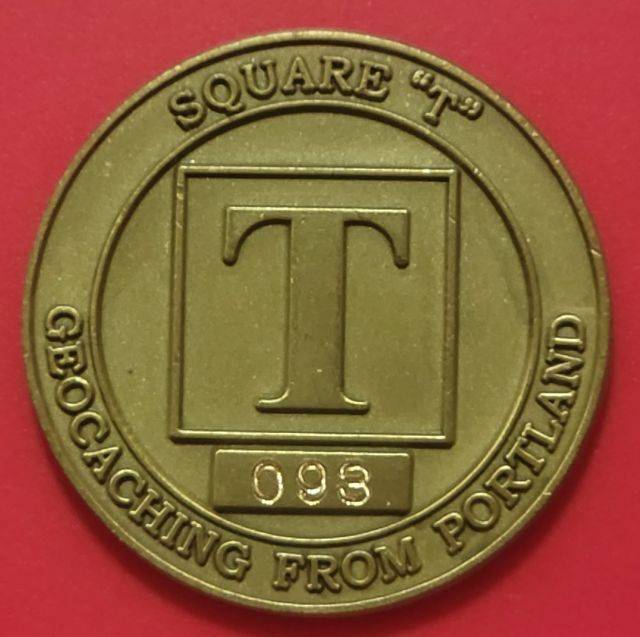 SQUARE "T"
T
093
GEOCACHING FROM PORTLAND